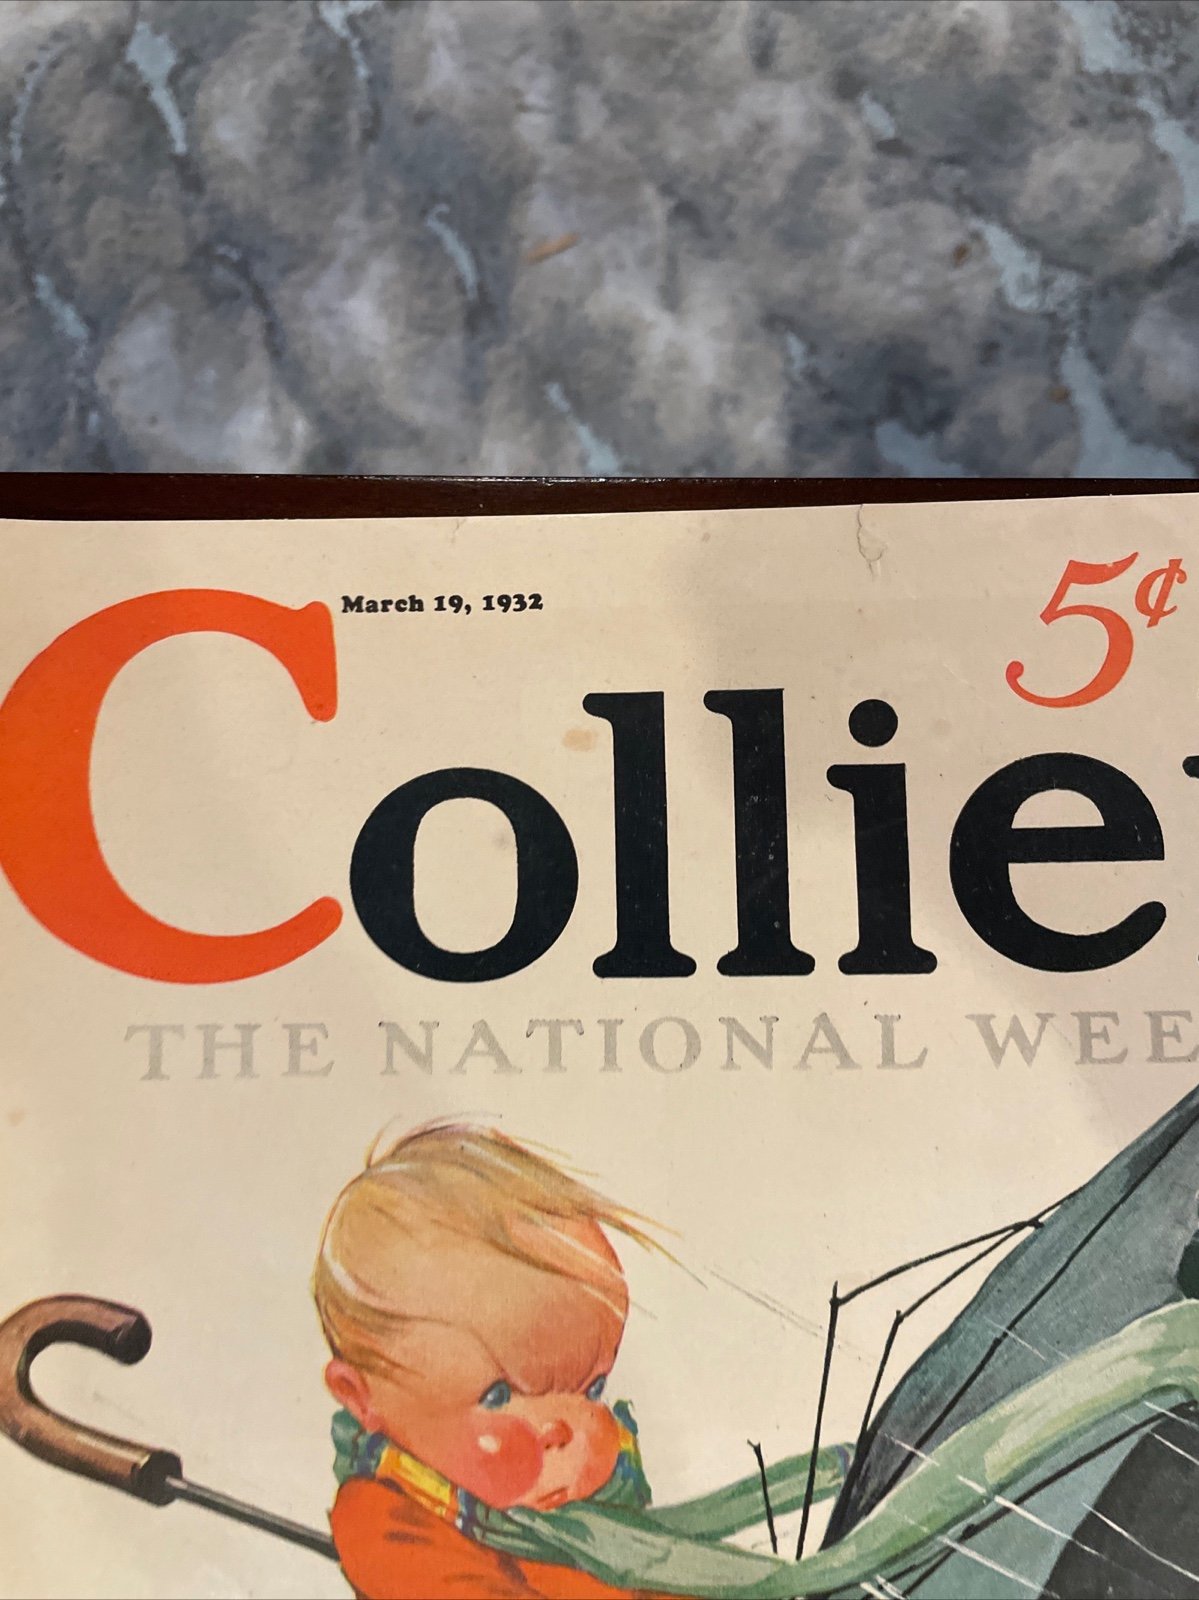 March 19, 1932
5¢
Collie
THE NATIONAL WEE